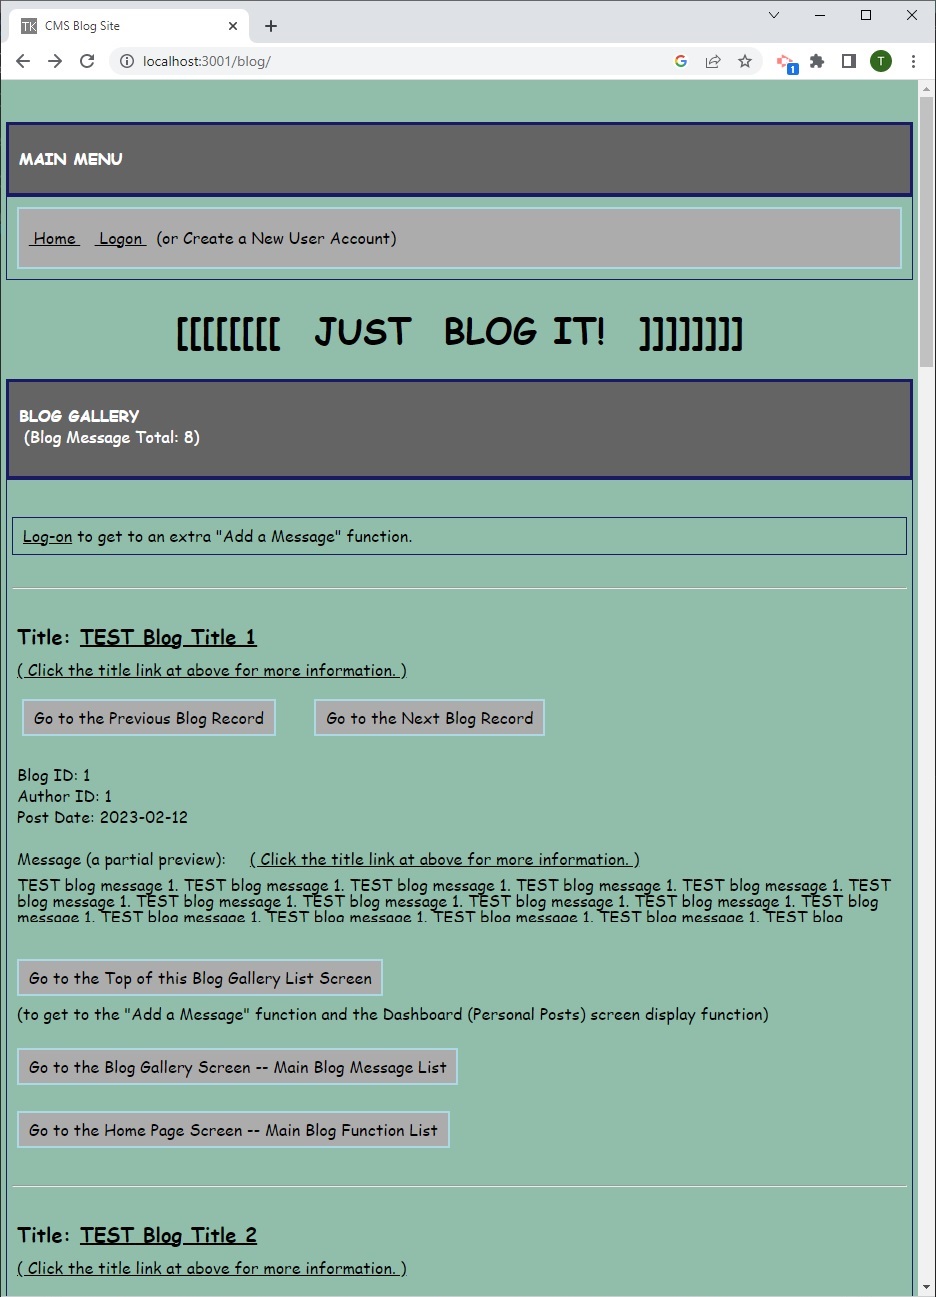 TK CMS Blog Site
localhost:3001/blog/
1
T
MAIN MENU
Home Logon (or Create a New User Account)
[[[[[[[[ JUST BLOG IT! ]]]]]]]]
BLOG GALLERY
(Blog Message Total: 8)
Log-on to get to an extra "Add a Message" function.
Title: TEST Blog Title 1
( Click the title link at above for more information. )
Go to the Previous Blog Record Go to the Next Blog Record
Blog ID: 1
Author ID: 1
Post Date: 2023-02-12
Message (a partial preview): ( Click the title link at above for more information. )
TEST blog message 1. TEST blog message 1. TEST blog message 1. TEST blog message 1. TEST blog message 1. TEST
blog message 1. TEST blog message 1. TEST blog message 1. TEST blog message 1. TEST blog message 1. TEST blog
message 1. TEST blog message 1. TEST blog message 1. TEST blog message 1. TEST blog message 1. TEST blog
Go to the Top of this Blog Gallery List Screen
(to get to the "Add a Message" function and the Dashboard (Personal Posts) screen display function)
Go to the Blog Gallery Screen -- Main Blog Message List
Go to the Home Page Screen -- Main Blog Function List
Title: TEST Blog Title 2
( Click the title link at above for more information. )